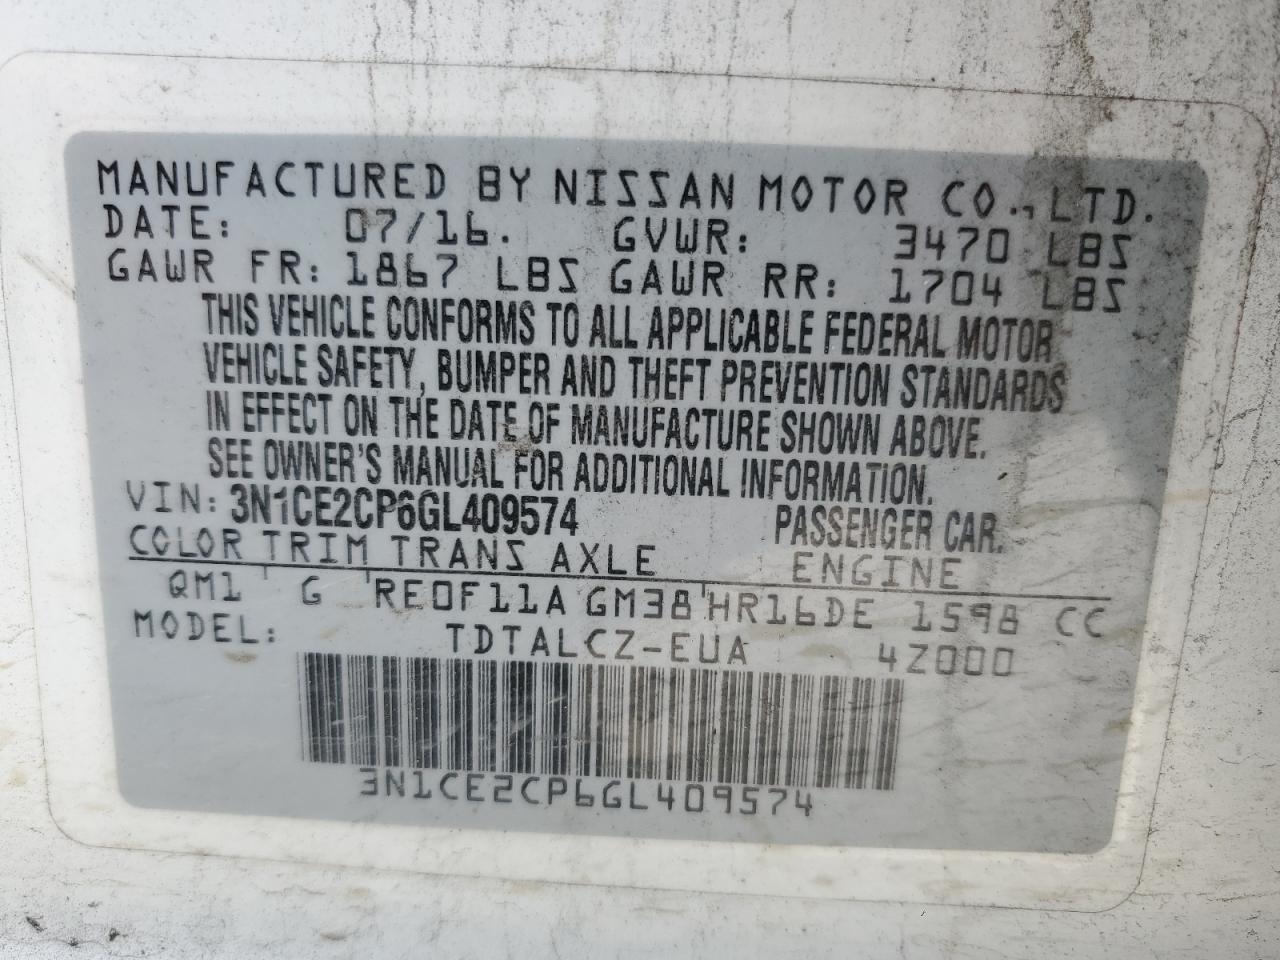 MANUFACTURED BY NISSAN MOTOR CO., LTD.
DATE: 07/16. GVWR: 3470 LBS
GAWR FR: 1867 LBS GAWR RR: 1704 LBS
THIS VEHICLE CONFORMS TO ALL APPLICABLE FEDERAL MOTOR
VEHICLE SAFETY, BUMPER AND THEFT PREVENTION STANDARDS
IN EFFECT ON THE DATE OF MANUFACTURE SHOWN ABOVE.
SEE OWNER'S MANUAL FOR ADDITIONAL INFORMATION.
VIN: 3N1CE2CP6GL409574 PASSENGER CAR.
COLOR TRIM TRANS AXLE ENGINE
QM1 G RE0F11A GM38 HR16DE 1598 CC
MODEL: TDTALCZ-EUA 4Z000
3N1CE2CP6GL409574